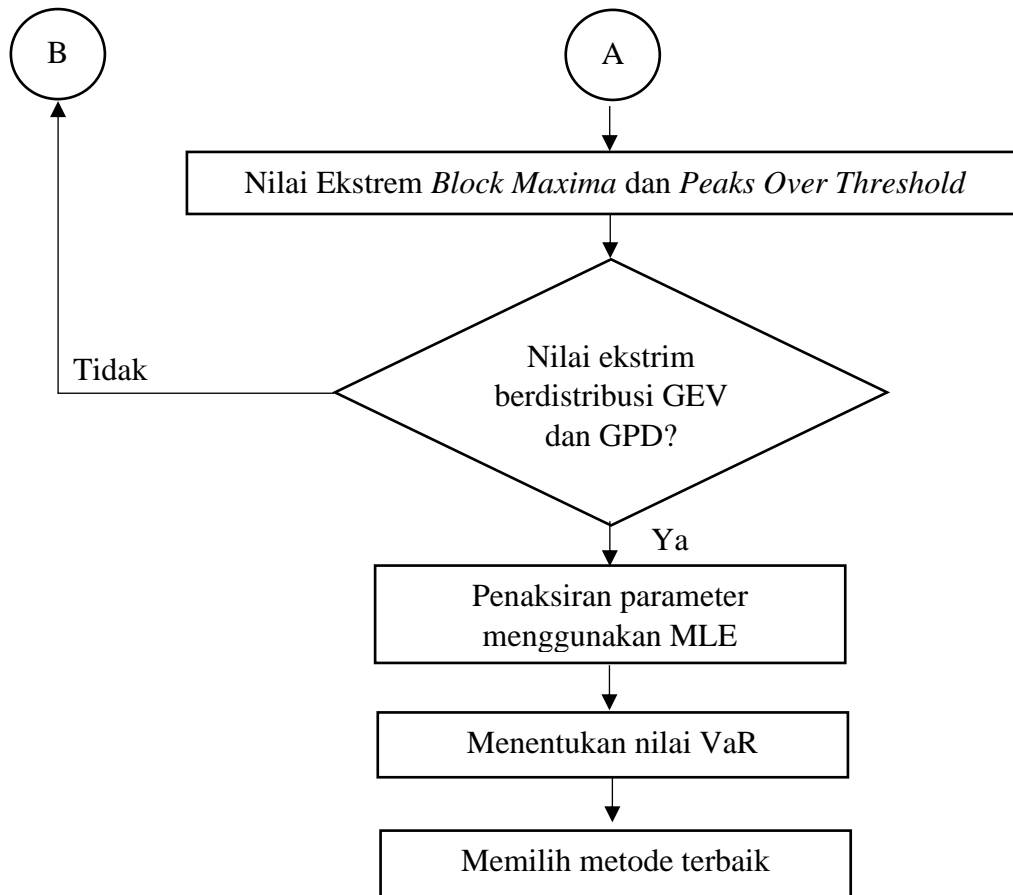 B
A
Nilai Ekstrem Block Maxima dan Peaks Over Threshold
Nilai ekstrim
berdistribusi GEV
dan GPD?
Tidak
Ya
Penaksiran parameter
menggunakan MLE
Menentukan nilai VaR
Memilih metode terbaik